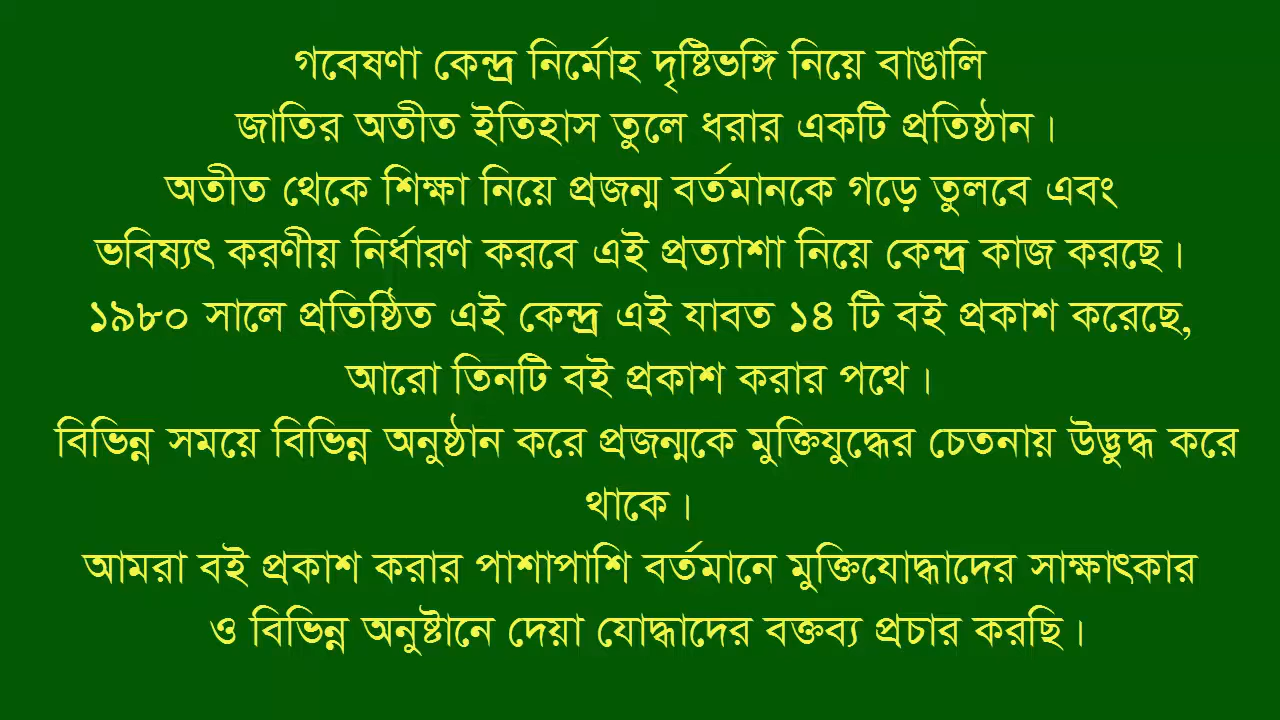 গবেষণা কেন্দ্র নির্মোহ দৃষ্টিভঙ্গি নিয়ে বাঙালি
জাতির অতীত ইতিহাস তুলে ধরার একটি প্রতিষ্ঠান।
অতীত থেকে শিক্ষা নিয়ে প্রজন্ম বর্তমানকে গড়ে তুলবে এবং
ভবিষ্যৎ করণীয় নির্ধারণ করবে এই প্রত্যাশা নিয়ে কেন্দ্র কাজ করছে।
১৯৮০ সালে প্রতিষ্ঠিত এই কেন্দ্র এই যাবত ১৪ টি বই প্রকাশ করেছে,
আরো তিনটি বই প্রকাশ করার পথে।
বিভিন্ন সময়ে বিভিন্ন অনুষ্ঠান করে প্রজন্মকে মুক্তিযুদ্ধের চেতনায় উদ্ভুদ্ধ করে
থাকে।
আমরা বই প্রকাশ করার পাশাপাশি বর্তমানে মুক্তিযোদ্ধাদের সাক্ষাৎকার
ও বিভিন্ন অনুষ্টানে দেয়া যোদ্ধাদের বক্তব্য প্রচার করছি।